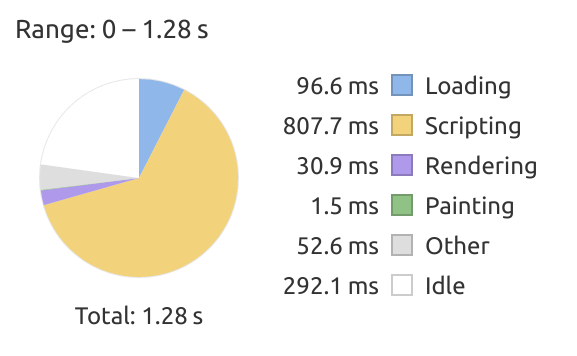 Range: 0 – 1.28 s
96.6 ms Loading
807.7 ms Scripting
30.9 ms Rendering
1.5 ms Painting
52.6 ms Other
292.1 ms Idle
Total: 1.28 s